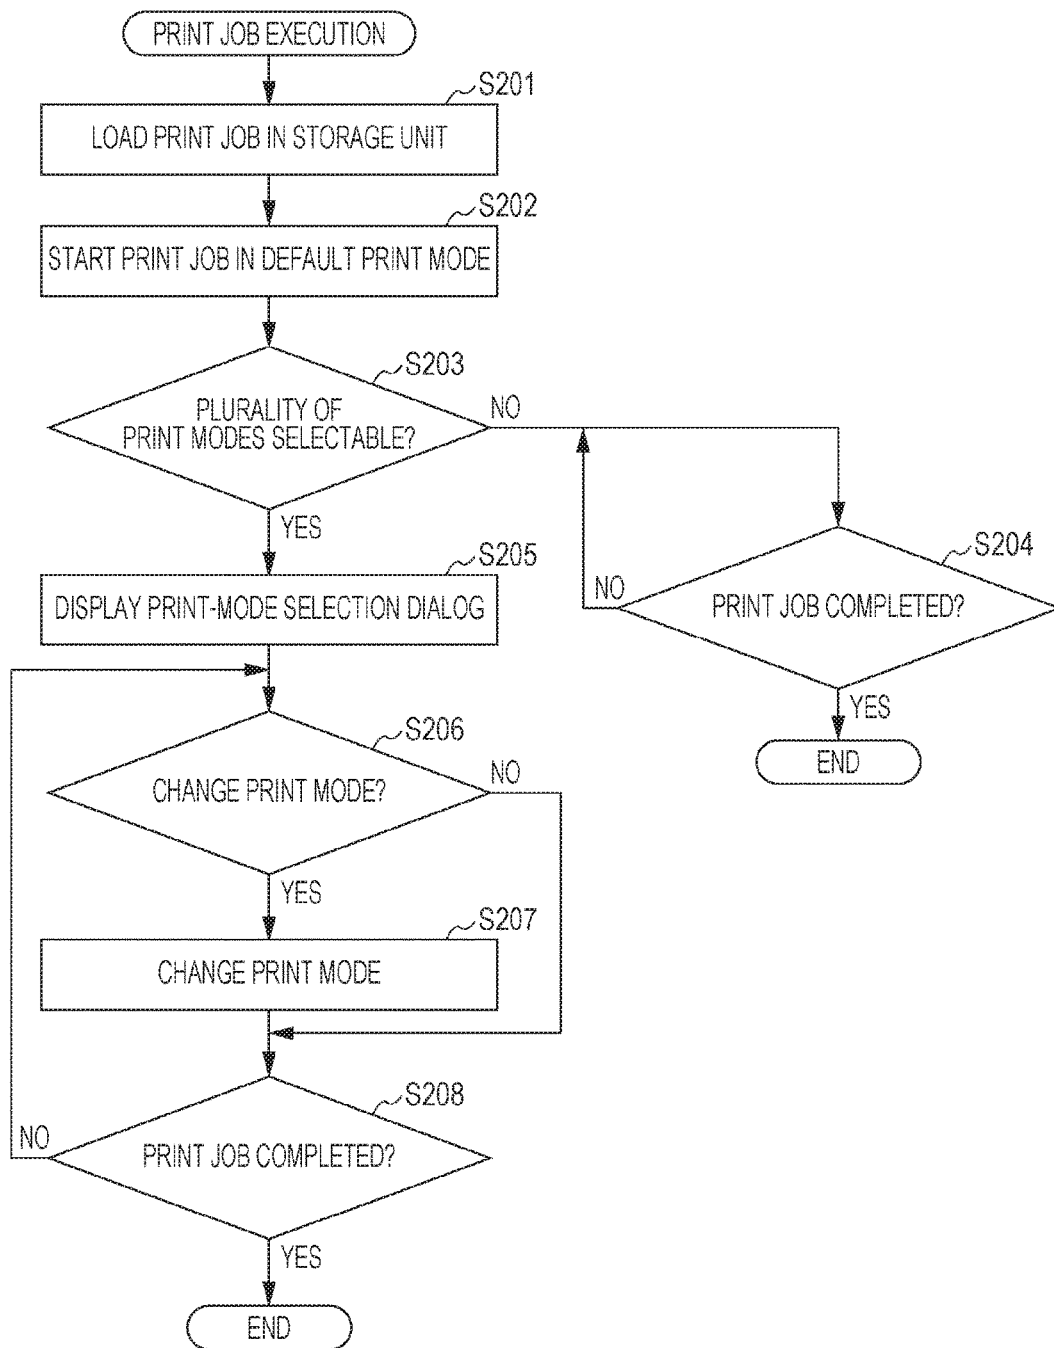 PRINT JOB EXECUTION
S201
LOAD PRINT JOB IN STORAGE UNIT
S202
START PRINT JOB IN DEFAULT PRINT MODE
S203
PLURALITY OF
PRINT MODES SELECTABLE?
NO
YES
S204
PRINT JOB COMPLETED?
NO
YES
END
S205
DISPLAY PRINT-MODE SELECTION DIALOG
S206
CHANGE PRINT MODE?
NO
YES
S207
CHANGE PRINT MODE
S208
PRINT JOB COMPLETED?
NO
YES
END